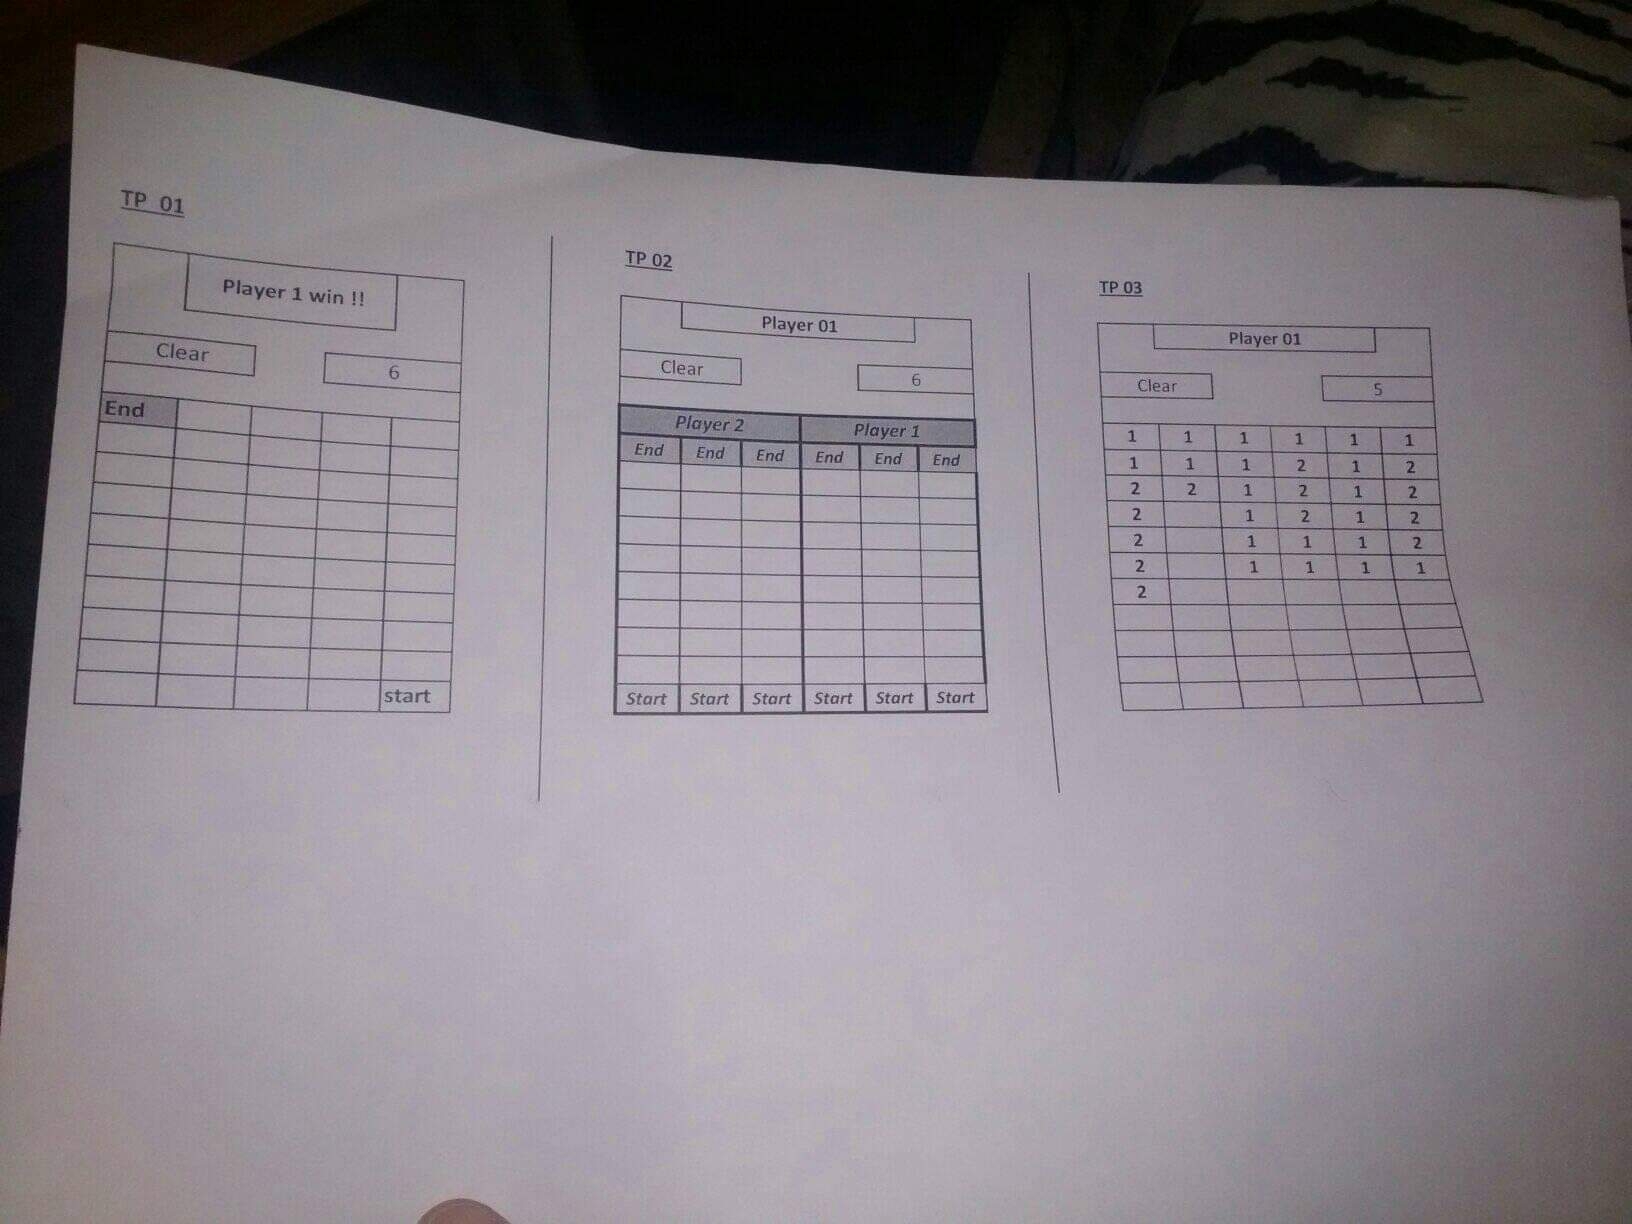 TP 01
Player 1 win !!
Clear
6
End
start
TP 02
Player 01
Clear
6
Player 2 Player 1
End End End End End End
Start Start Start Start Start Start
TP 03
Player 01
Clear
5
1 1 1 1 1 1
1 1 1 2 1 2
2 2 1 2 1 2
2 1 2 1 2
2 1 1 1 2
2 1 1 1 1
2